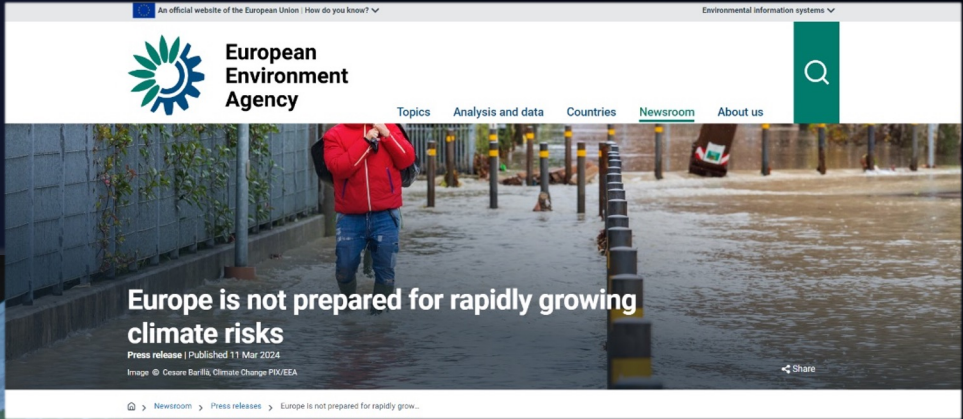 An official website of the European Union | How do you know?
Environmental information systems
European
Environment
Agency
Topics
Analysis and data
Countries
Newsroom
About us
Europe is not prepared for rapidly growing
climate risks
Press release | Published 11 Mar 2024
Image © Cesare Barillà, Climate Change PIX/EEA
Share
Newsroom
Press releases
Europe is not prepared for rapidly grow...